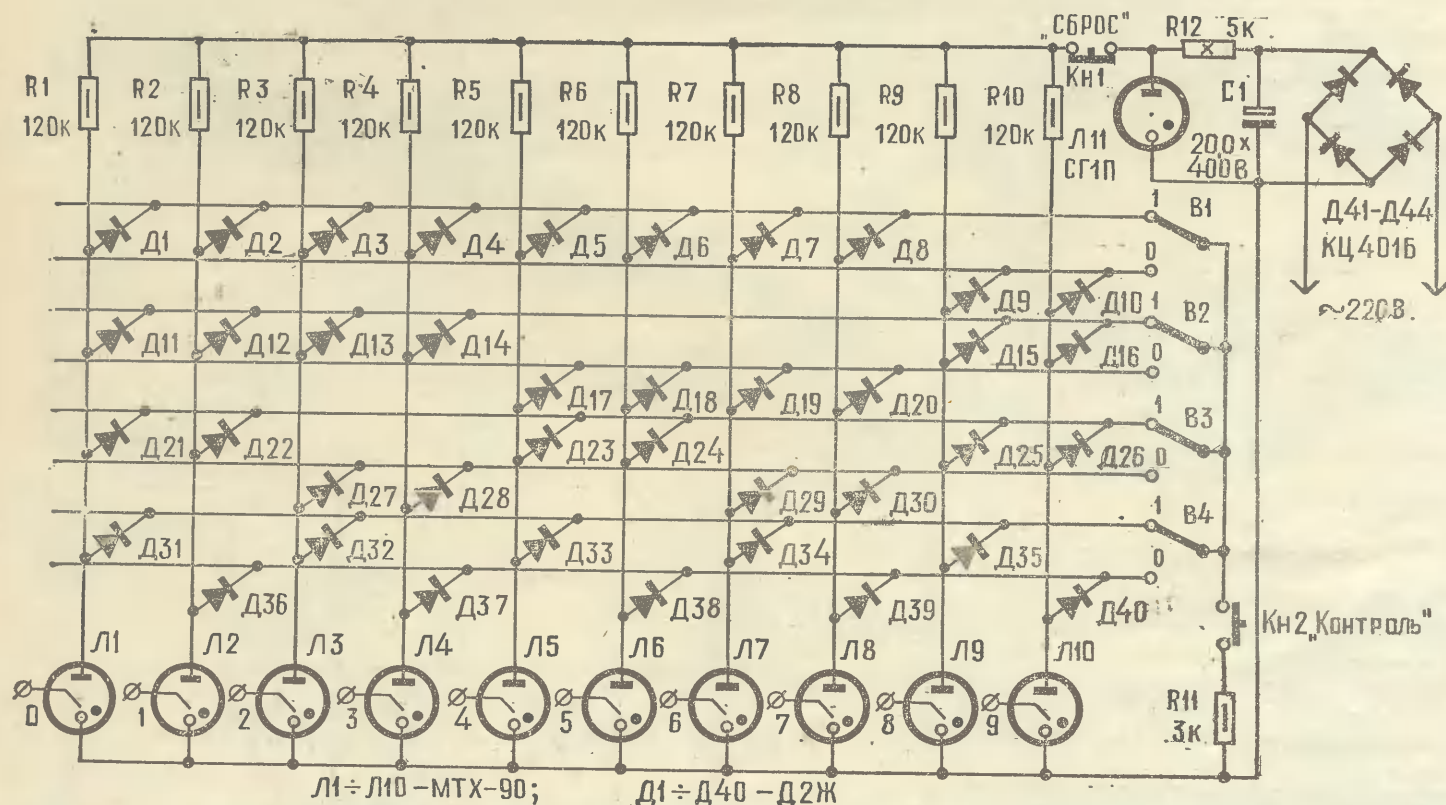 „СБРОС"
R12 5к
R1 R2 R3 R4 R5 R6 R7 R8 R9 R10
120к 120к 120к 120к 120к 120к 120к 120к 120к 120к
Кн1
С1
Л11
СГ1П
20,0 х
400В
1 В1
Д41-Д44
КЦ401Б
Д1 Д2 Д3 Д4 Д5 Д6 Д7 Д8
0
Д9 Д10
1 В2
~220В.
Д11 Д12 Д13 Д14 Д15 Д16
0
Д17 Д18 Д19 Д20
1 В3
Д21 Д22 Д23 Д24 Д25 Д26
0
Д27 Д28 Д29 Д30
1 В4
Д31 Д32 Д33 Д34 Д35
0
Д36 Д37 Д38 Д39 Д40
Кн2 „Контроль"
Л1 Л2 Л3 Л4 Л5 Л6 Л7 Л8 Л9 Л10
0 1 2 3 4 5 6 7 8 9
R11
3к
Л1÷Л10-МТХ-90; Д1÷Д40-Д2Ж